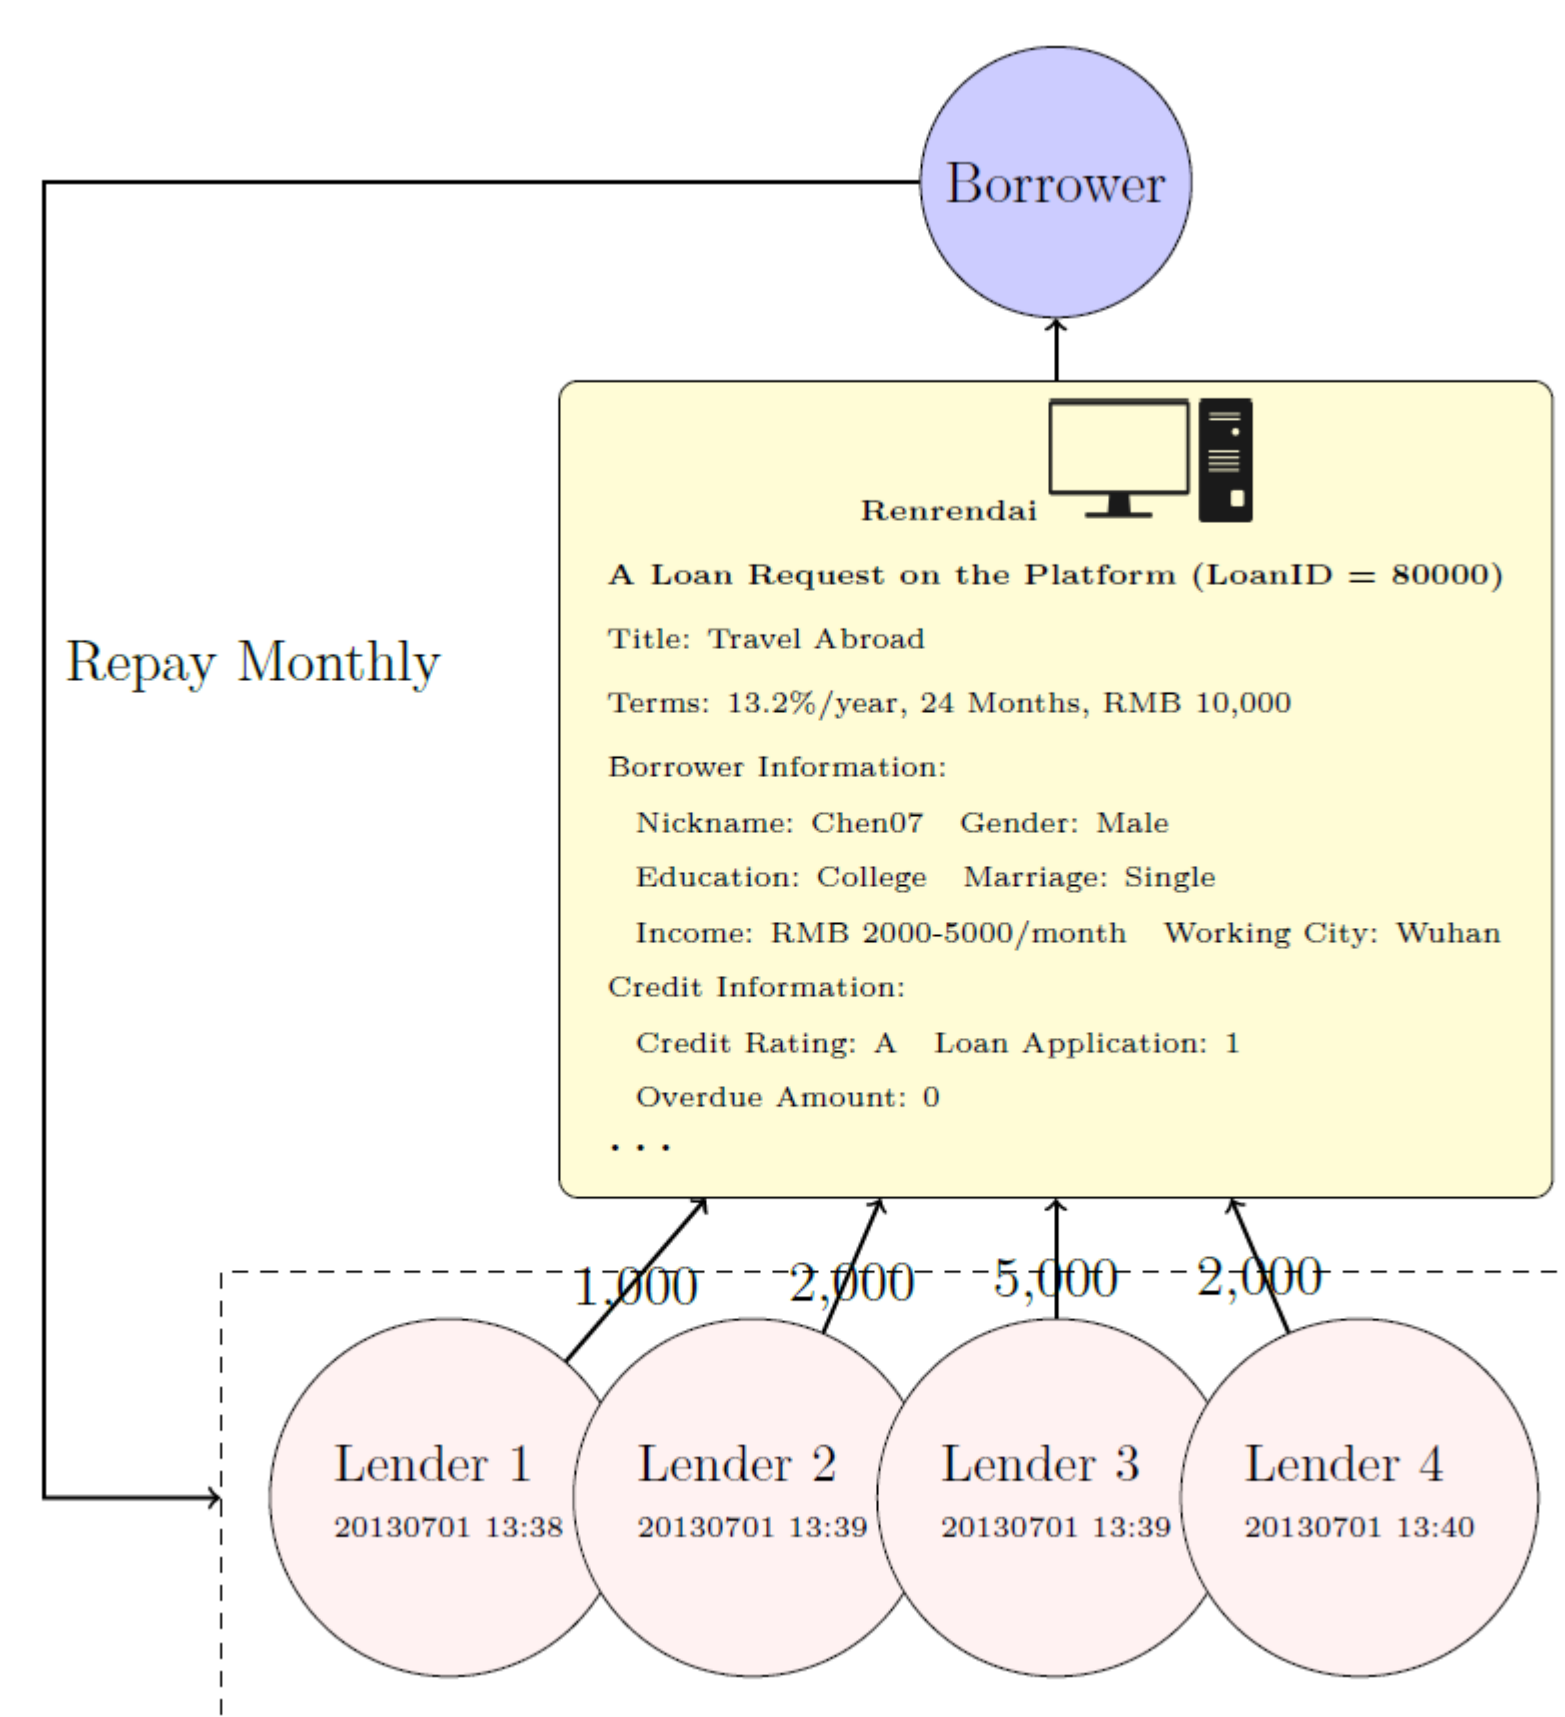 Borrower
Renrendai
A Loan Request on the Platform (LoanID = 80000)
Title: Travel Abroad
Repay Monthly
Terms: 13.2%/year, 24 Months, RMB 10,000
Borrower Information:
Nickname: Chen07 Gender: Male
Education: College Marriage: Single
Income: RMB 2000-5000/month Working City: Wuhan
Credit Information:
Credit Rating: A Loan Application: 1
Overdue Amount: 0
...
1,000 2,000 5,000 2,000
Lender 1 Lender 2 Lender 3 Lender 4
20130701 13:38 20130701 13:39 20130701 13:39 20130701 13:40